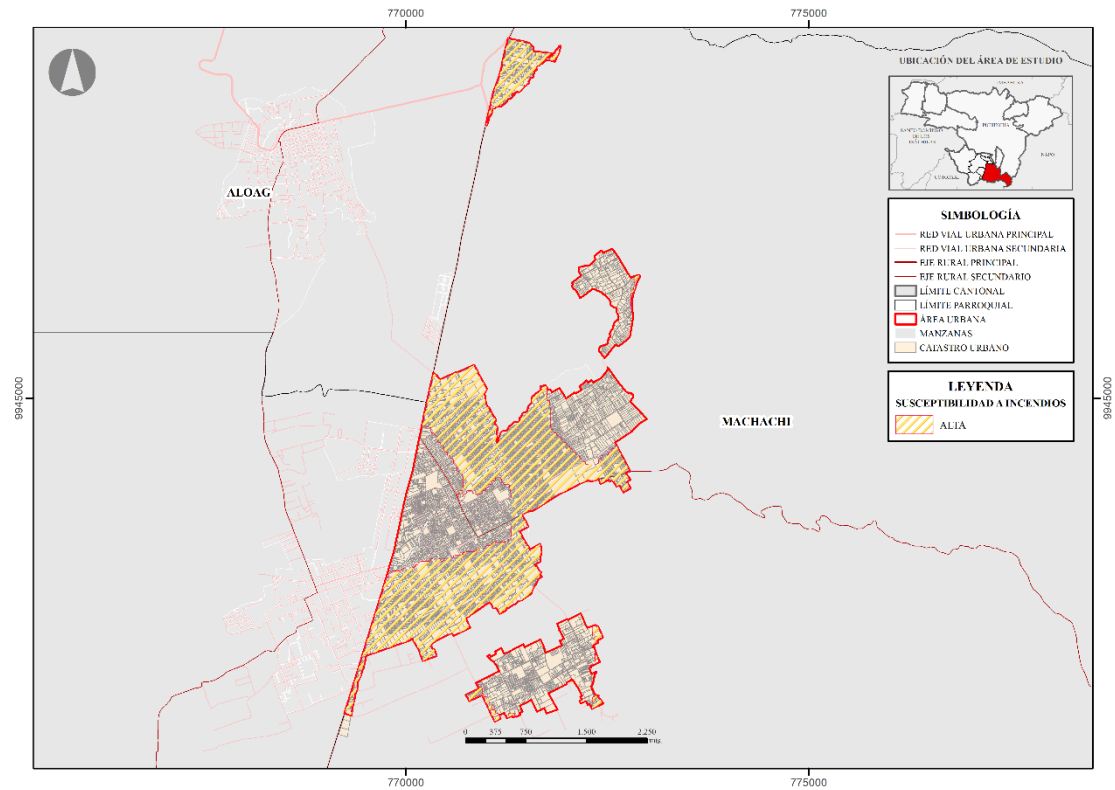 770000
775000
UBICACIÓN DEL ÁREA DE ESTUDIO
PICHINCHA
NAPO
ALOAG
SIMBOLOGÍA
RED VIAL URBANA PRINCIPAL
RED VIAL URBANA SECUNDARIA
EJE RURAL PRINCIPAL
EJE RURAL SECUNDARIO
LÍMITE CANTONAL
LÍMITE PARROQUIAL
ÁREA URBANA
MANZANAS
CATASTRO URBANO
9945000
9945000
LEYENDA
SUSCEPTIBILIDAD A INCENDIOS
ALTA
MACHACHI
0 375 750 1.500 2.250
770000
775000